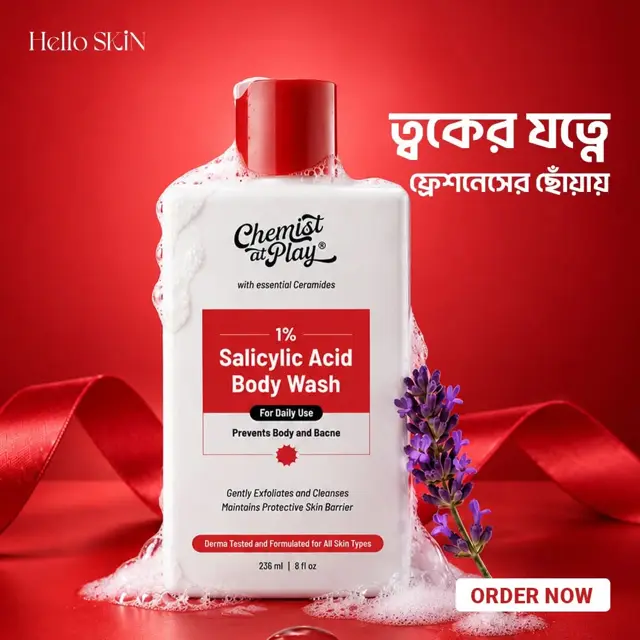 Hello SKiN
ত্বকের যত্নে
ফ্রেশনেসের ছোঁয়ায়
Chemist
at Play®
with essential Ceramides
1%
Salicylic Acid
Body Wash
For Daily Use
Prevents Body and Bacne
Gently Exfoliates and Cleanses
Maintains Protective Skin Barrier
Derma Tested and Formulated for All Skin Types
236 ml | 8 fl oz
ORDER NOW